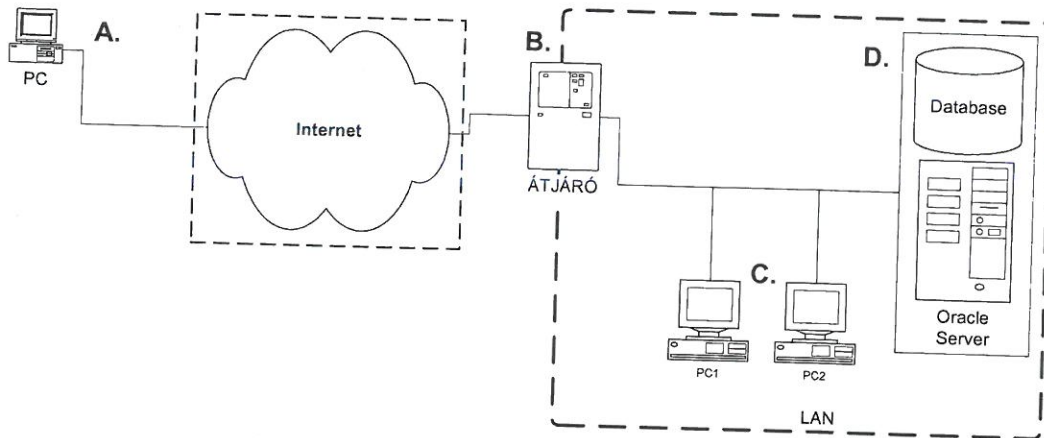 A.
PC
Internet
B.
ÁTJÁRÓ
C.
PC1
PC2
D.
Database
Oracle
Server
LAN